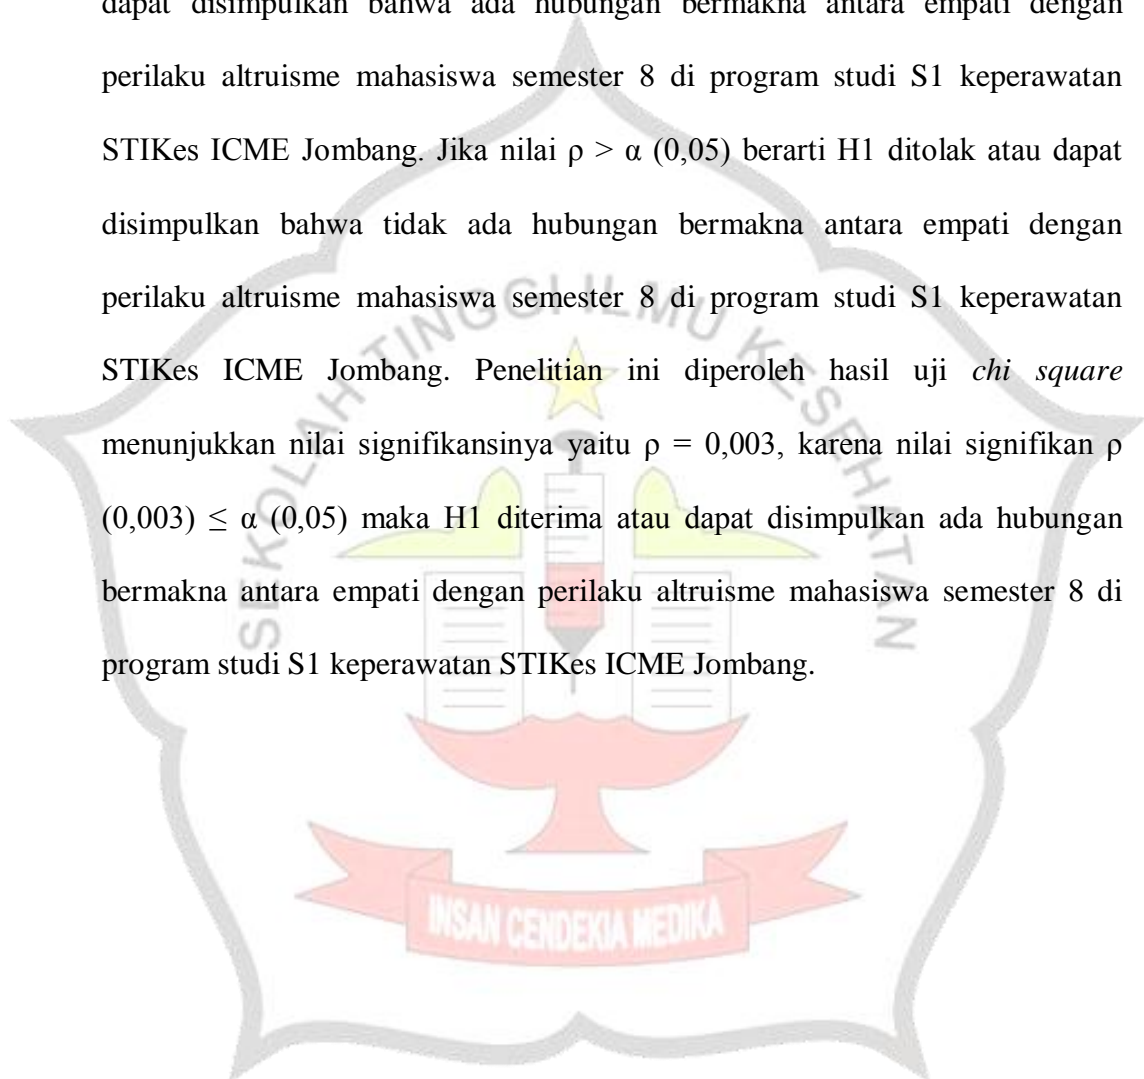 dapat disimpulkan bahwa ada hubungan bermakna antara empati dengan
perilaku altruisme mahasiswa semester 8 di program studi S1 keperawatan
STIKes ICME Jombang. Jika nilai ρ > α (0,05) berarti H1 ditolak atau dapat
disimpulkan bahwa tidak ada hubungan bermakna antara empati dengan
perilaku altruisme mahasiswa semester 8 di program studi S1 keperawatan
STIKes ICME Jombang. Penelitian ini diperoleh hasil uji chi square
menunjukkan nilai signifikansinya yaitu ρ = 0,003, karena nilai signifikan ρ
(0,003) ≤ α (0,05) maka H1 diterima atau dapat disimpulkan ada hubungan
bermakna antara empati dengan perilaku altruisme mahasiswa semester 8 di
program studi S1 keperawatan STIKes ICME Jombang.
SEKOLAH TINGGI ILMU KESEHATAN
INSAN CENDEKIA MEDIKA